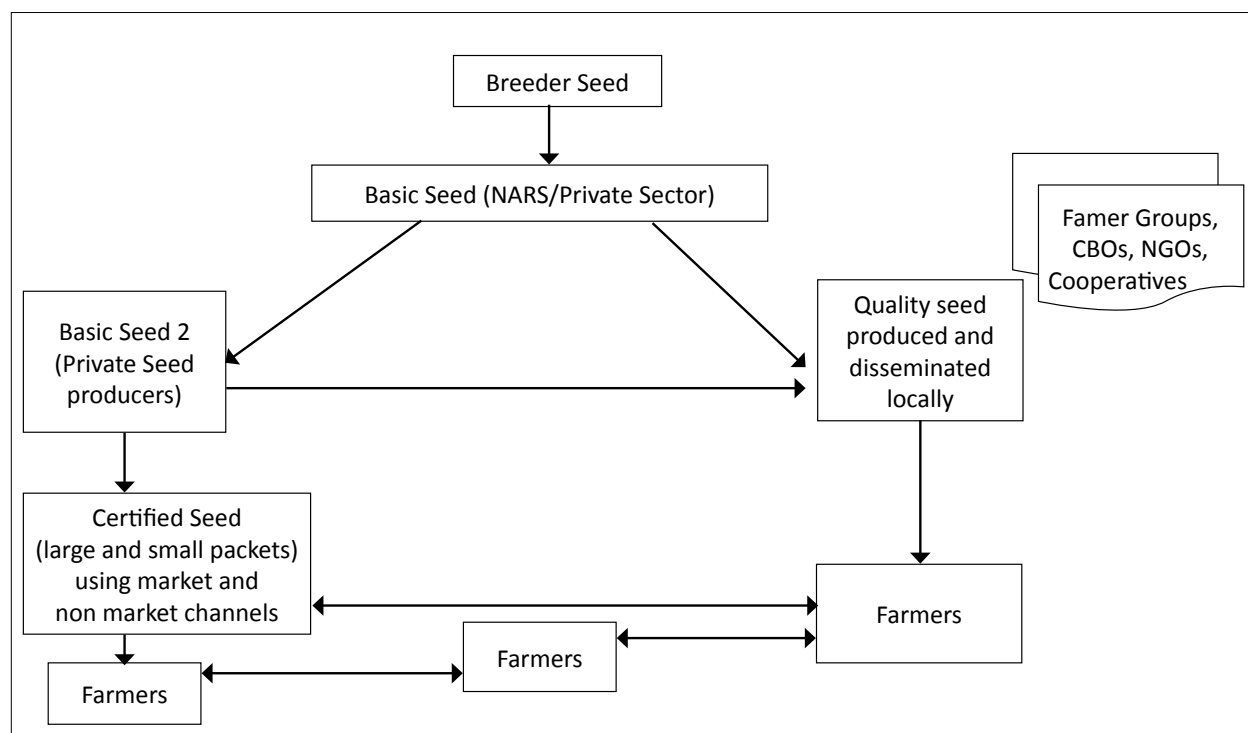 Breeder Seed
Basic Seed (NARS/Private Sector)
Famer Groups,
CBOs, NGOs,
Cooperatives
Basic Seed 2
(Private Seed
producers)
Quality seed
produced and
disseminated
locally
Certified Seed
(large and small packets)
using market and
non market channels
Farmers
Farmers
Farmers